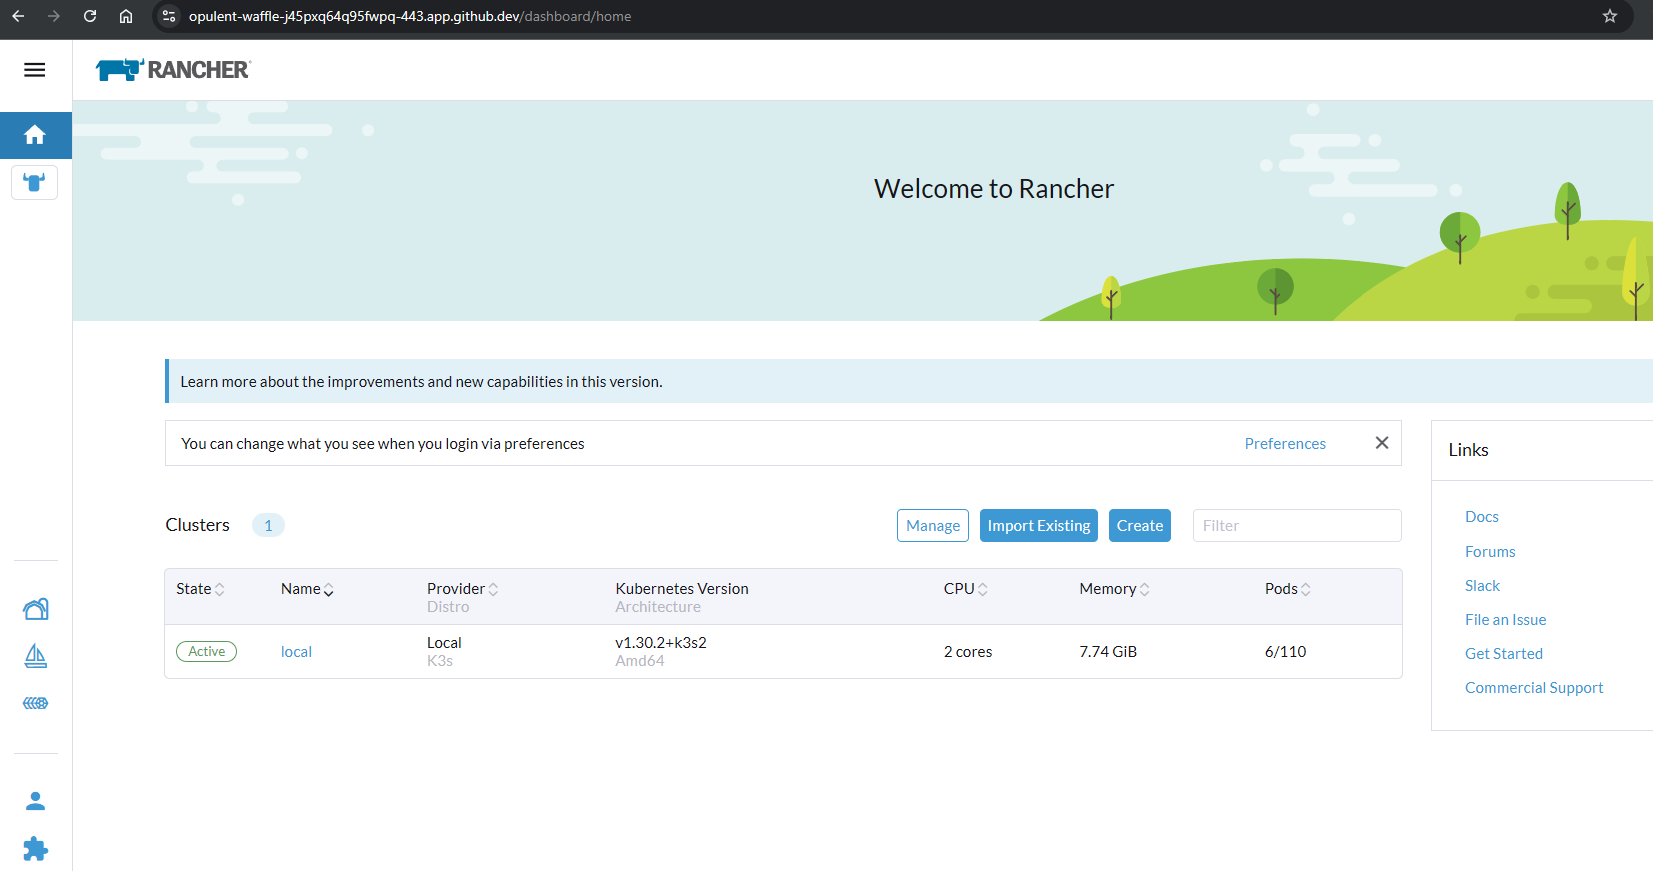 opulent-waffle-j45pxq64q95fwpq-443.app.github.dev/dashboard/home
RANCHER
Welcome to Rancher
Learn more about the improvements and new capabilities in this version.
You can change what you see when you login via preferences
Preferences
Links
Docs
Forums
Slack
File an Issue
Get Started
Commercial Support
Clusters 1
Manage Import Existing Create Filter
State Name Provider Kubernetes Version CPU Memory Pods
Distro Architecture
Active local Local v1.30.2+k3s2 2 cores 7.74 GiB 6/110
K3s Amd64